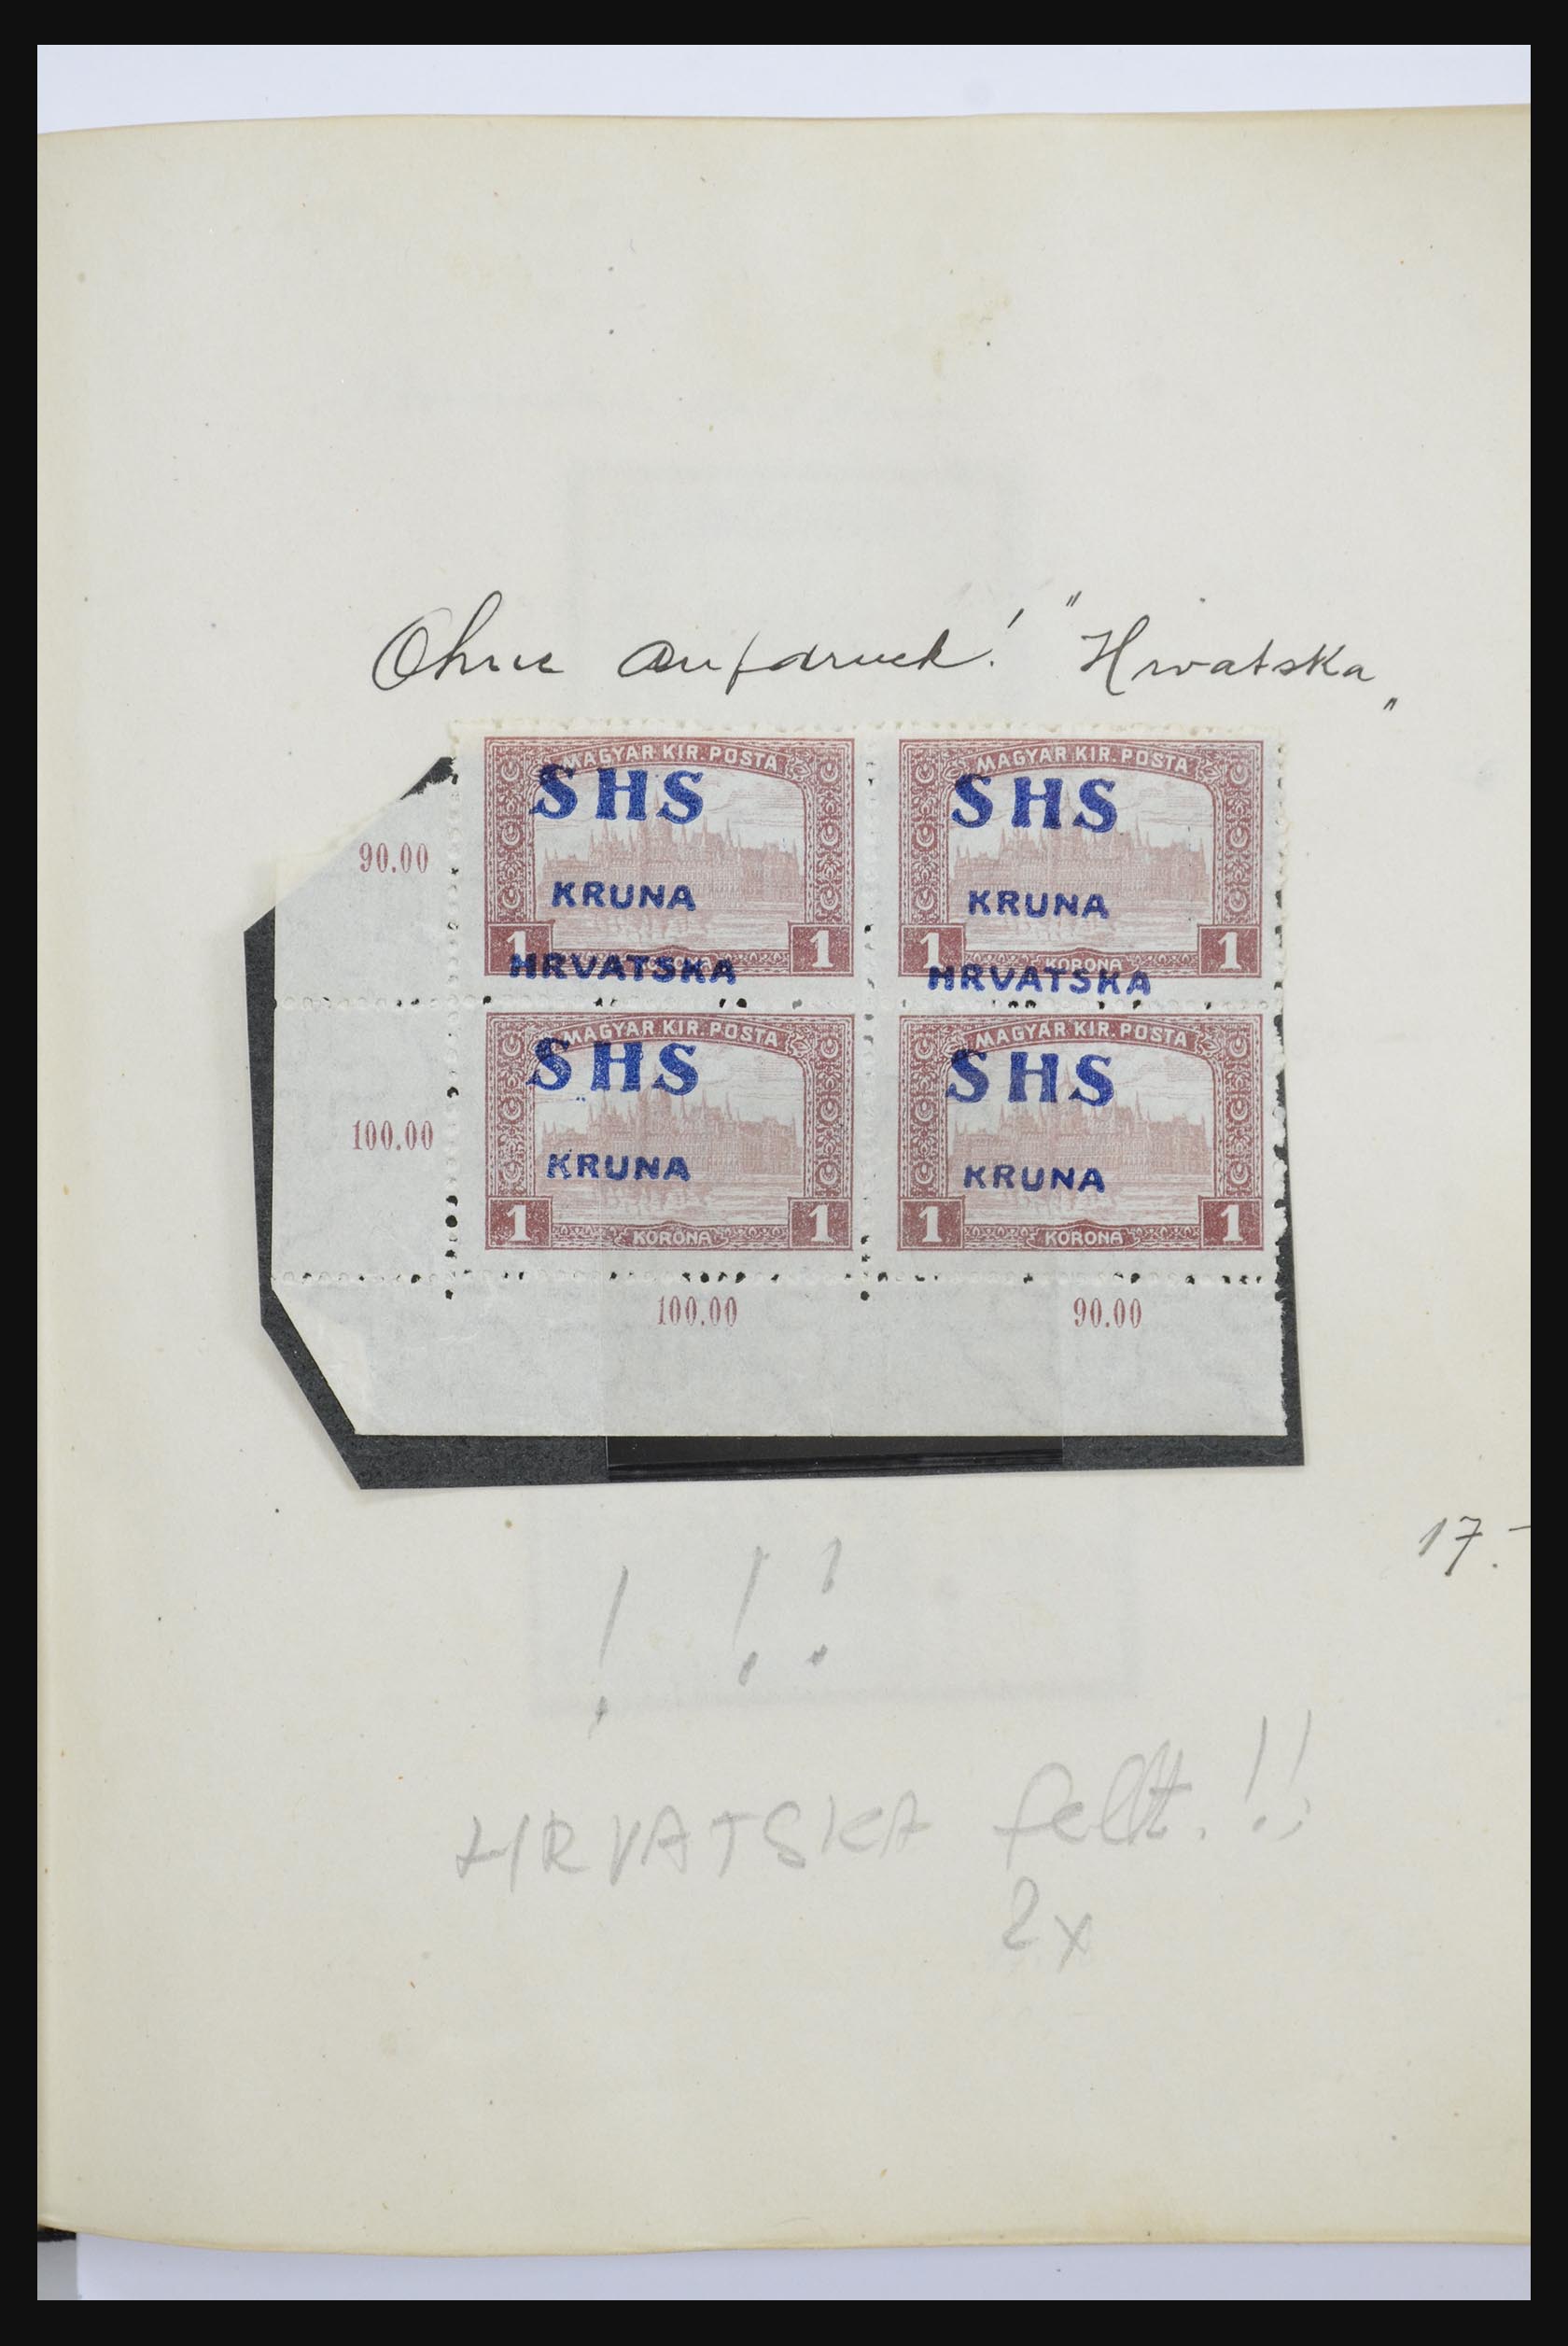 Ohne Aufdruck! "Hrvatska"
MAGYAR KIR. POSTA
SHS
KRUNA
1 1
HRVATSKA
MAGYAR KIR. POSTA
SHS
KRUNA
1 KORONA 1
HRVATSKA
90.00
MAGYAR KIR. POSTA
SHS
KRUNA
1 KORONA 1
MAGYAR KIR. POSTA
SHS
KRUNA
1 KORONA 1
100.00
100.00 90.00
17.-
! ! !
HRVATSKA fehlt.!!
2x